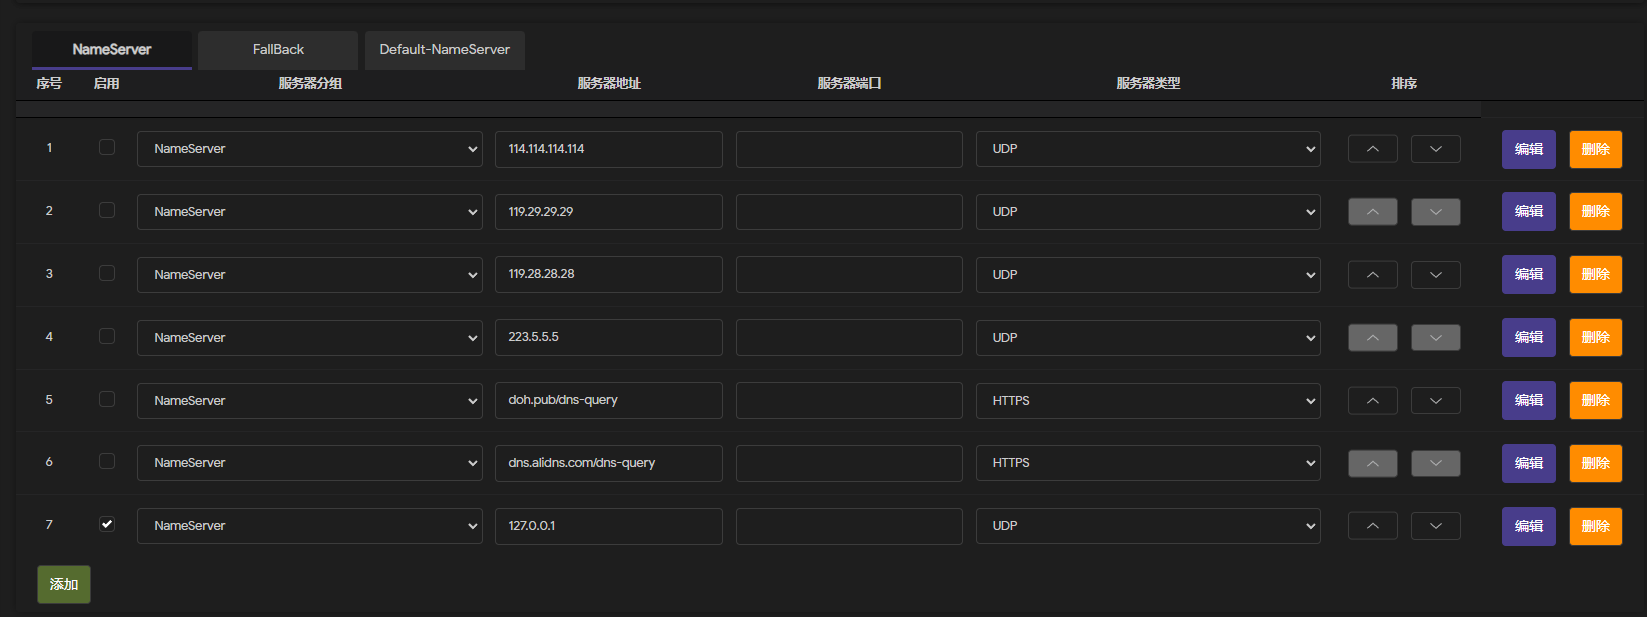 NameServer FallBack Default-NameServer
序号 启用 服务器分组 服务器地址 服务器端口 服务器类型 排序
1 NameServer 114.114.114.114 UDP 编辑 删除
2 NameServer 119.29.29.29 UDP 编辑 删除
3 NameServer 119.28.28.28 UDP 编辑 删除
4 NameServer 223.5.5.5 UDP 编辑 删除
5 NameServer doh.pub/dns-query HTTPS 编辑 删除
6 NameServer dns.alidns.com/dns-query HTTPS 编辑 删除
7 NameServer 127.0.0.1 UDP 编辑 删除
添加